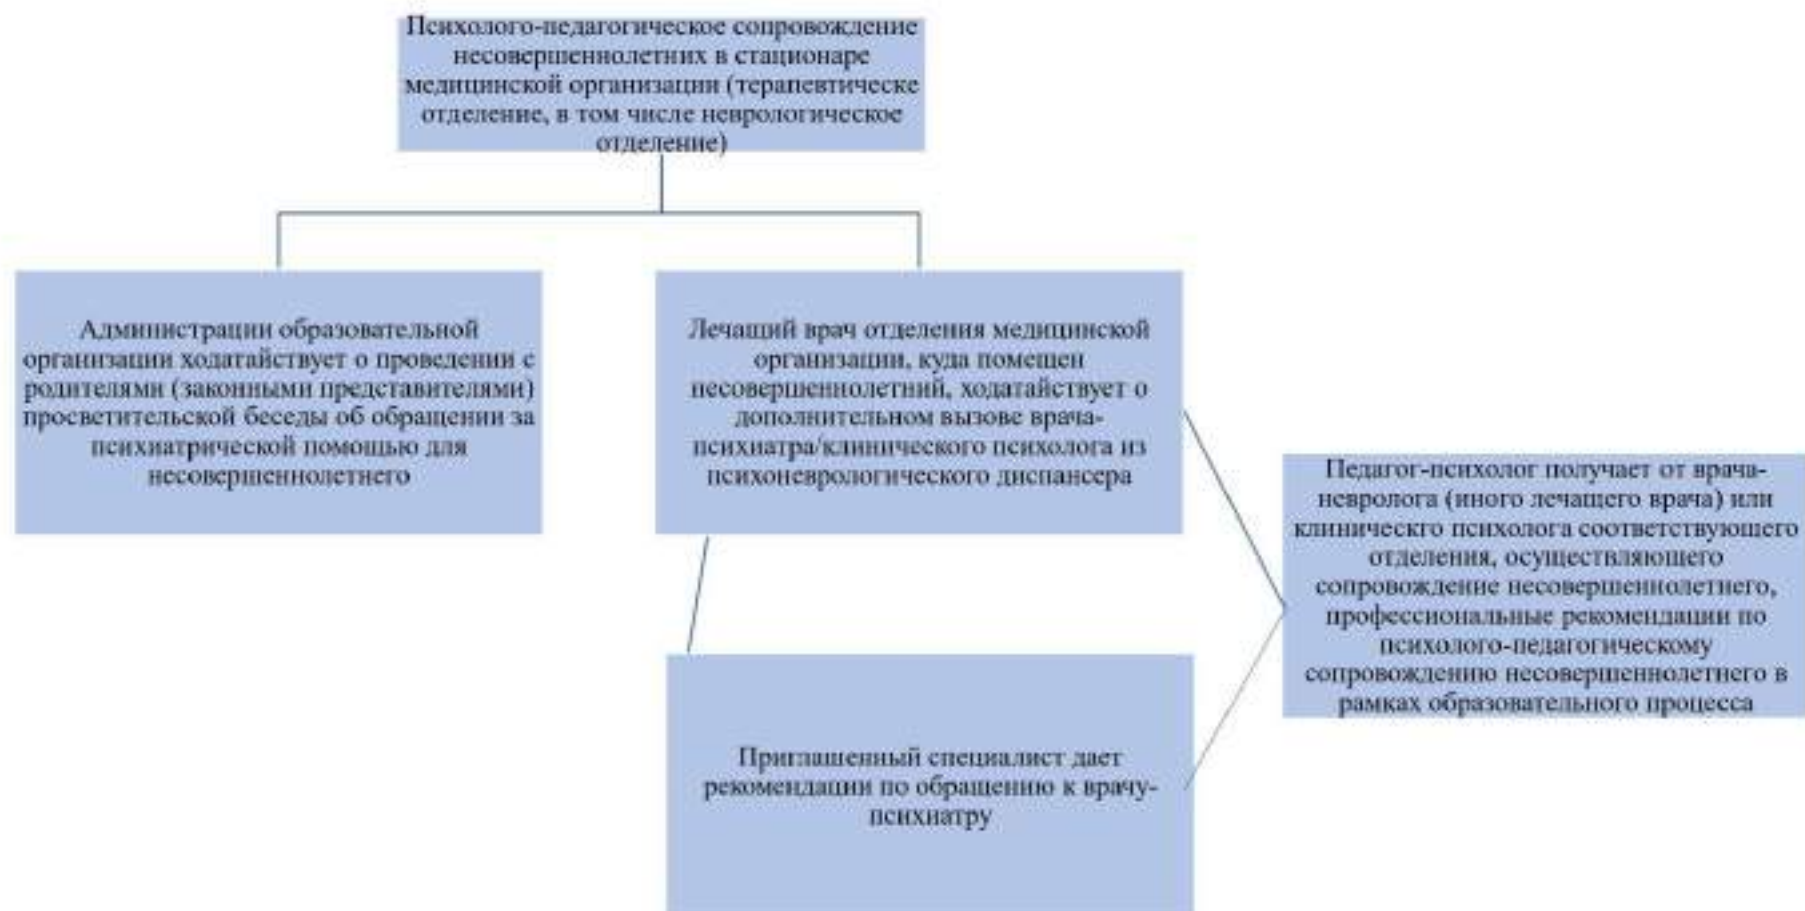 Психолого-педагогическое сопровождение
несовершеннолетних в стационаре
медицинской организации (терапевтическе
отделение, в том числе неврологическое
отделение)
Администрации образовательной
организации ходатайствует о проведении с
родителями (законными представителями)
просветительской беседы об обращении за
психиатрической помощью для
несовершеннолетнего
Лечащий врач отделения медицинской
организации, куда помещен
несовершеннолетний, ходатайствует о
дополнительном вызове врача-
психиатра/клинического психолога из
психоневрологического диспансера
Педагог-психолог получает от врача-
невролога (иного лечащего врача) или
клиническго психолога соответствующего
отделения, осуществляющего
сопровождение несовершеннолетнего,
профессиональные рекомендации по
психолого-педагогическому
сопровождению несовершеннолетнего в
рамках образовательного процесса
Приглашенный специалист дает
рекомендации по обращению к врачу-
психиатру